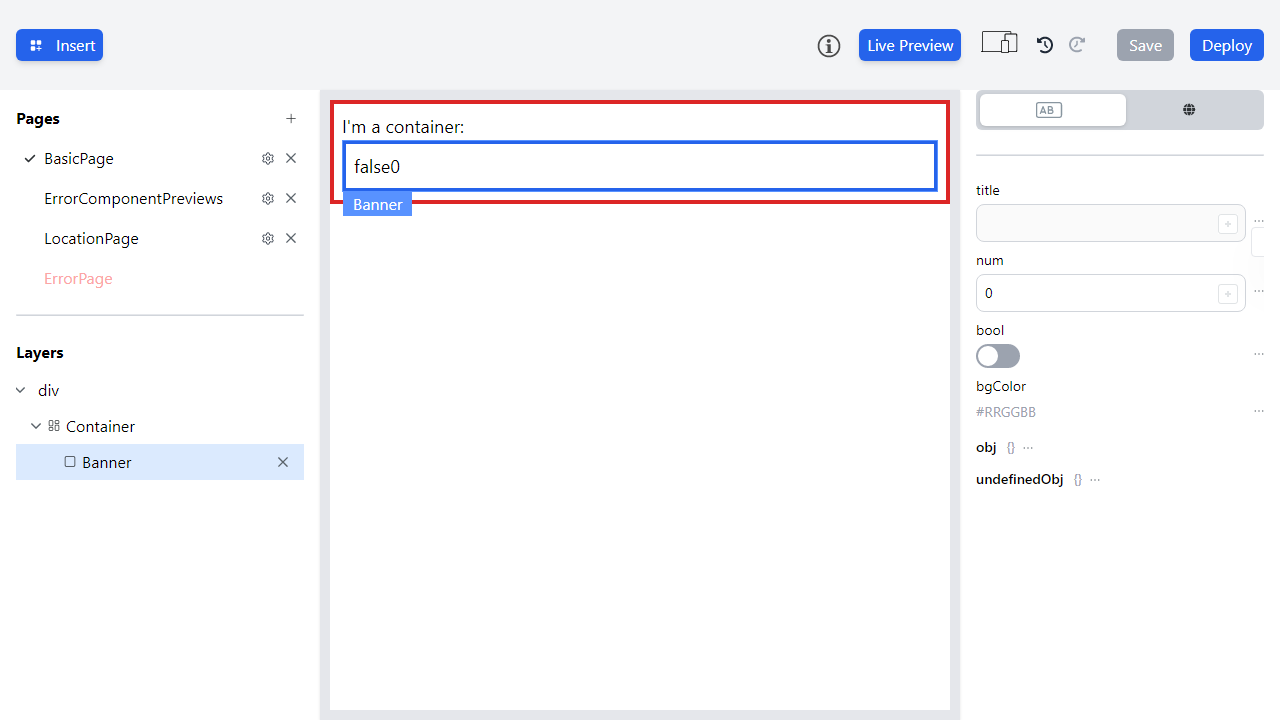 Insert
Live Preview
Save
Deploy
Pages
BasicPage
ErrorComponentPreviews
LocationPage
ErrorPage
Layers
div
Container
Banner
I'm a container:
false0
Banner
AB
title
num
0
bool
bgColor
#RRGGBB
obj {}
undefinedObj {}